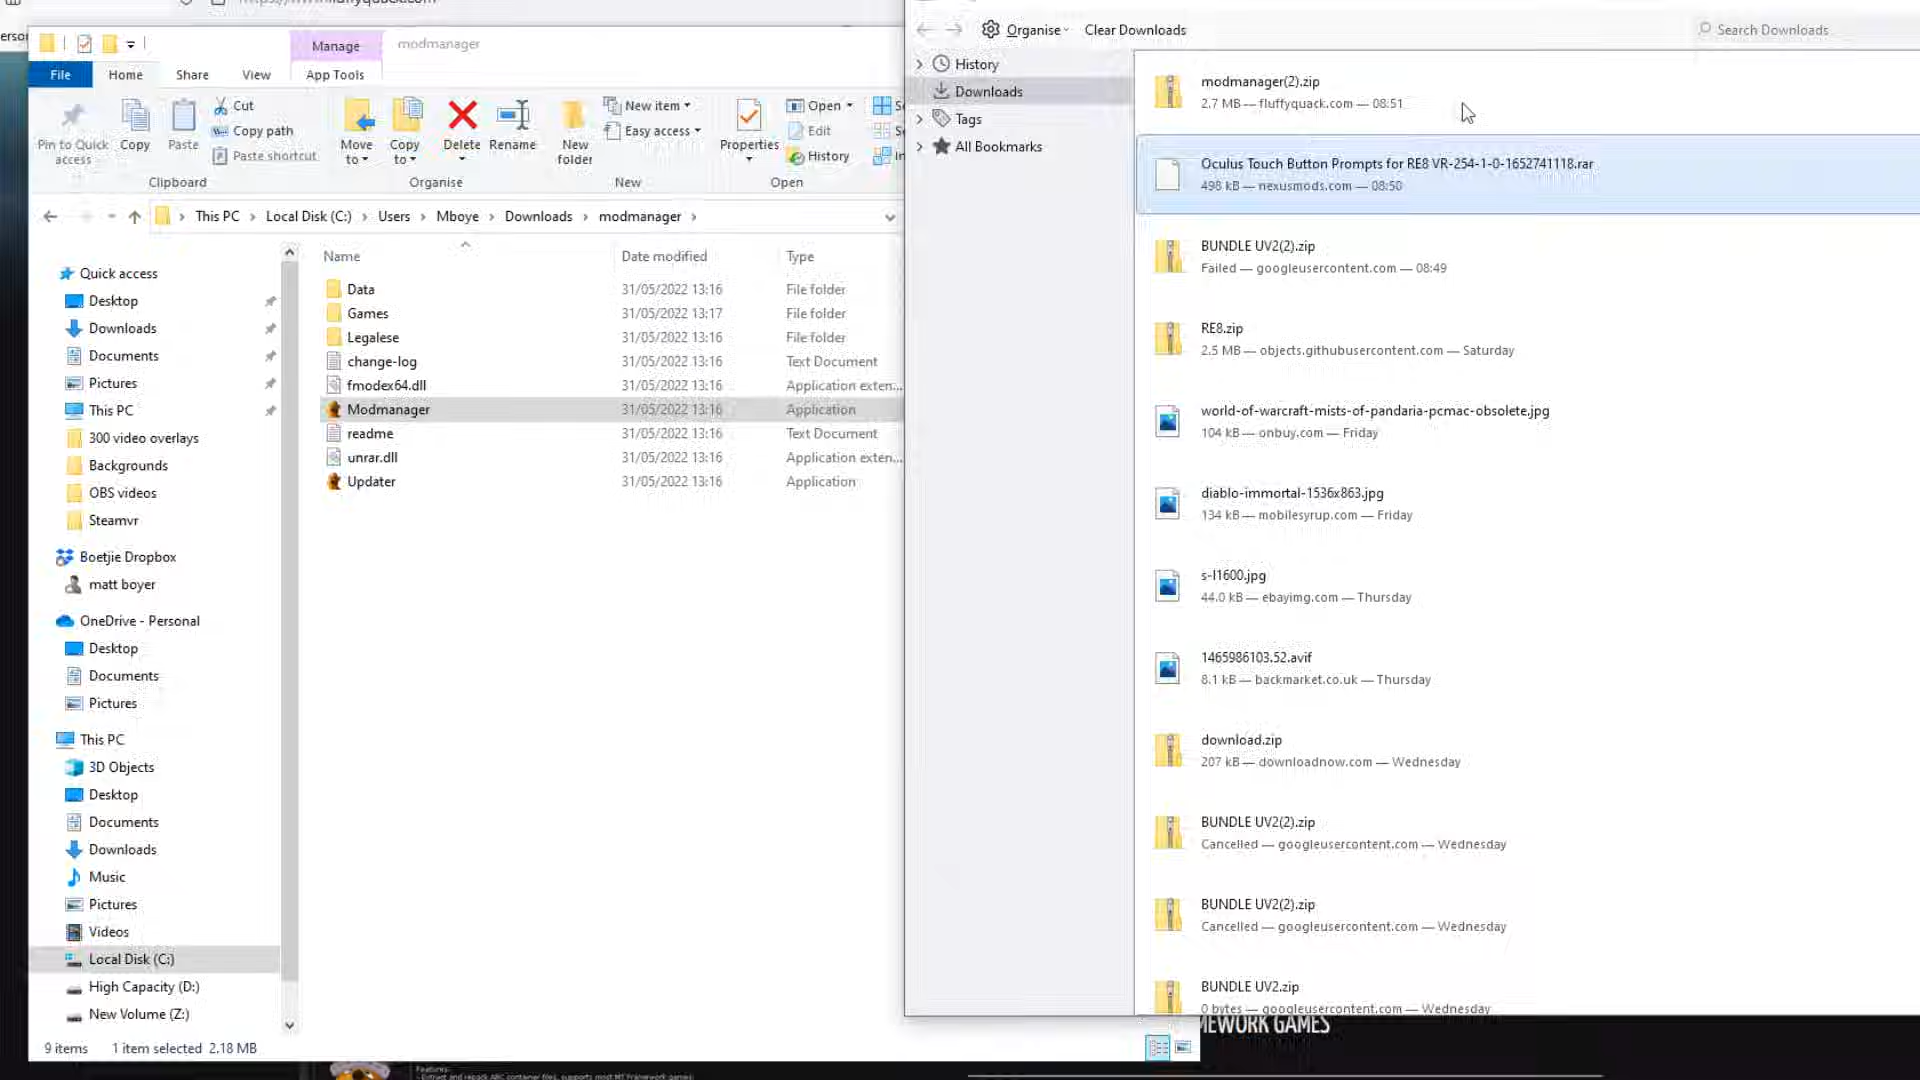 Manage
modmanager
File
Home
Share
View
App Tools
Pin to Quick access
Copy
Paste
Cut
Copy path
Paste shortcut
Clipboard
Move to
Copy to
Delete
Rename
Organise
New folder
New item
Easy access
New
Properties
Open
Edit
History
Open
This PC
Local Disk (C:)
Users
Mboye
Downloads
modmanager
Name
Date modified
Type
Data 31/05/2022 13:16 File folder
Games 31/05/2022 13:17 File folder
Legalese 31/05/2022 13:16 File folder
change-log 31/05/2022 13:16 Text Document
fmodex64.dll 31/05/2022 13:16 Application exten...
Modmanager 31/05/2022 13:16 Application
readme 31/05/2022 13:16 Text Document
unrar.dll 31/05/2022 13:16 Application exten...
Updater 31/05/2022 13:16 Application
Quick access
Desktop
Downloads
Documents
Pictures
This PC
300 video overlays
Backgrounds
OBS videos
Steamvr
Boetjie Dropbox
matt boyer
OneDrive - Personal
Desktop
Documents
Pictures
This PC
3D Objects
Desktop
Documents
Downloads
Music
Pictures
Videos
Local Disk (C:)
High Capacity (D:)
New Volume (Z:)
9 items 1 item selected 2.18 MB
Organise
Clear Downloads
Search Downloads
History
Downloads
Tags
All Bookmarks
modmanager(2).zip
2.7 MB — fluffyquack.com — 08:51
Oculus Touch Button Prompts for RE8 VR-254-1-0-1652741118.rar
498 kB — nexusmods.com — 08:50
BUNDLE UV2(2).zip
Failed — googleusercontent.com — 08:49
RE8.zip
2.5 MB — objects.githubusercontent.com — Saturday
world-of-warcraft-mists-of-pandaria-pcmac-obsolete.jpg
104 kB — onbuy.com — Friday
diablo-immortal-1536x863.jpg
134 kB — mobilesyrup.com — Friday
s-l1600.jpg
44.0 kB — ebayimg.com — Thursday
1465986103.52.avif
8.1 kB — backmarket.co.uk — Thursday
download.zip
207 kB — downloadnow.com — Wednesday
BUNDLE UV2(2).zip
Cancelled — googleusercontent.com — Wednesday
BUNDLE UV2(2).zip
Cancelled — googleusercontent.com — Wednesday
BUNDLE UV2.zip
0 bytes — googleusercontent.com — Wednesday
MEWORK GAMES
Features:
- Extract and repack ARC container files, supports most MT Framework games